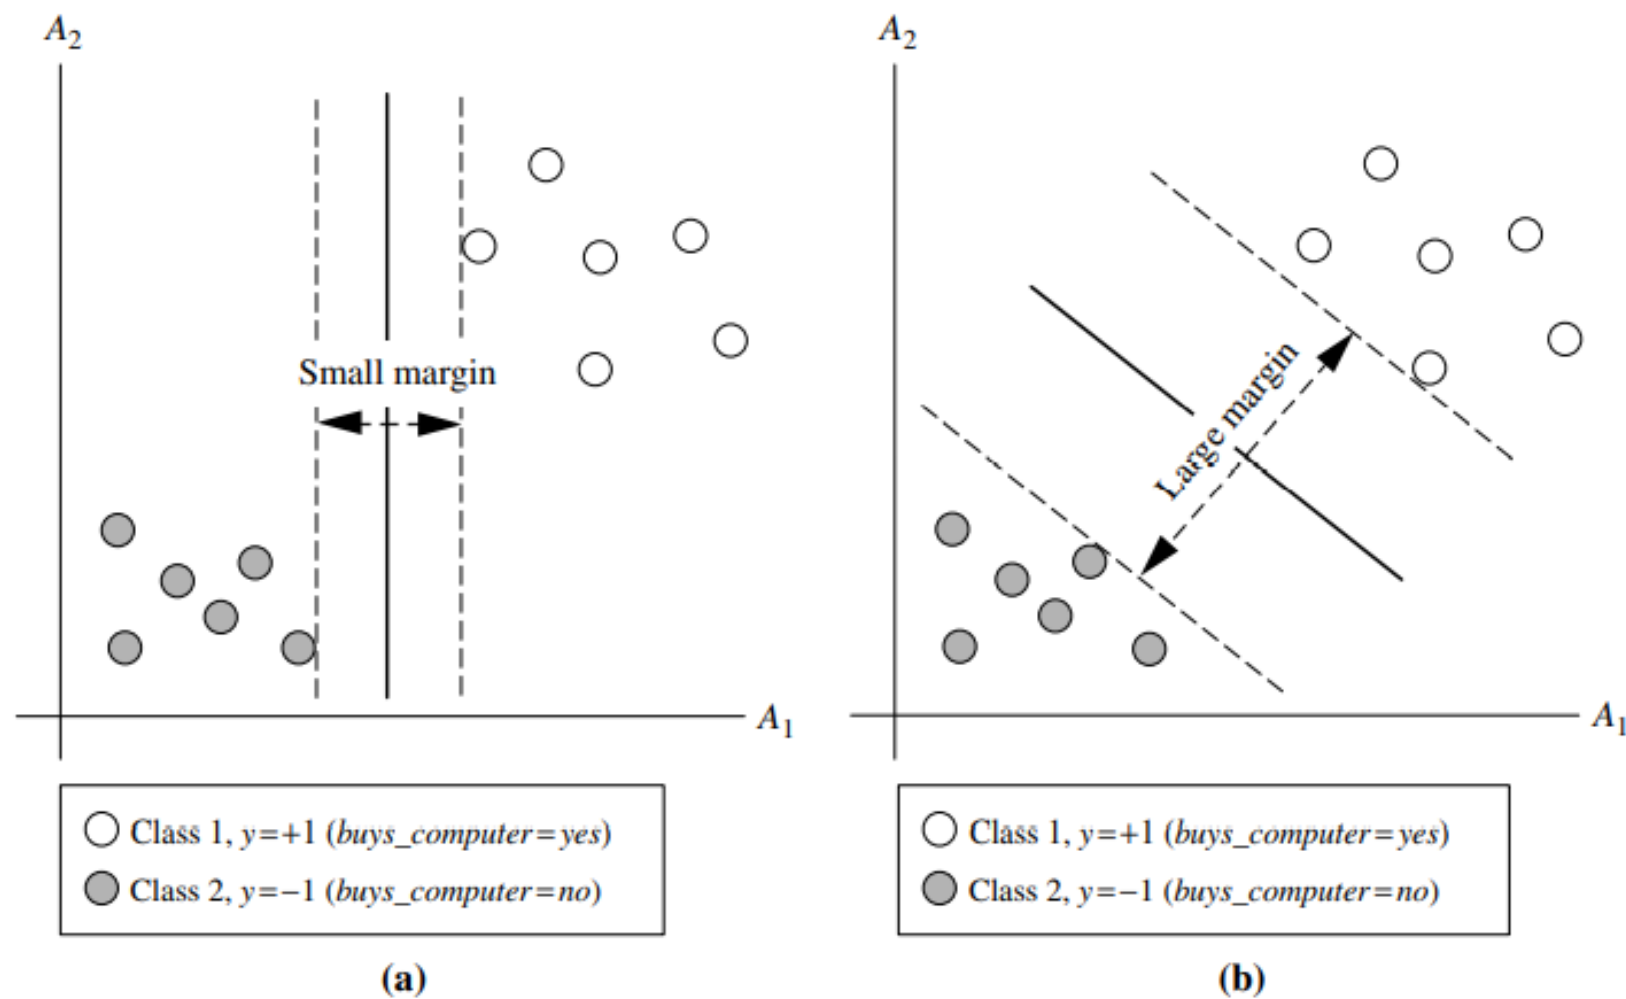 A₂
Small margin
A₁
Class 1, y=+1 (buys_computer=yes)
Class 2, y=−1 (buys_computer=no)
(a)
A₂
Large margin
A₁
Class 1, y=+1 (buys_computer=yes)
Class 2, y=−1 (buys_computer=no)
(b)